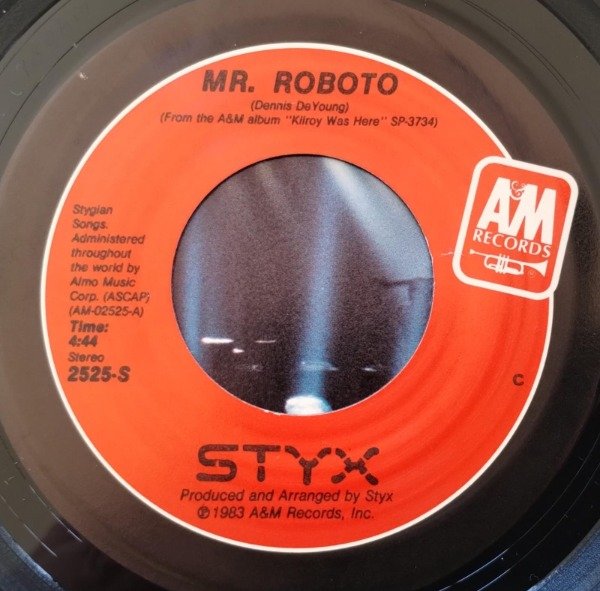 MR. ROBOTO
(Dennis DeYoung)
(From the A&M album "Kilroy Was Here" SP-3734)
A&M
RECORDS
Stygian
Songs.
Administered
throughout
the world by
Almo Music
Corp. (ASCAP)
(AM-02525-A)
Time:
4:44
Stereo
2525-S
C
STYX
Produced and Arranged by Styx
℗1983 A&M Records, Inc.